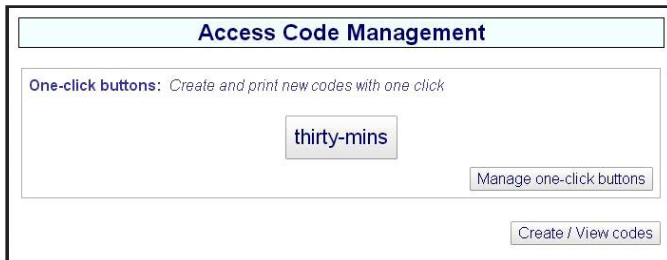 Access Code Management
One-click buttons: Create and print new codes with one click
thirty-mins
Manage one-click buttons
Create / View codes